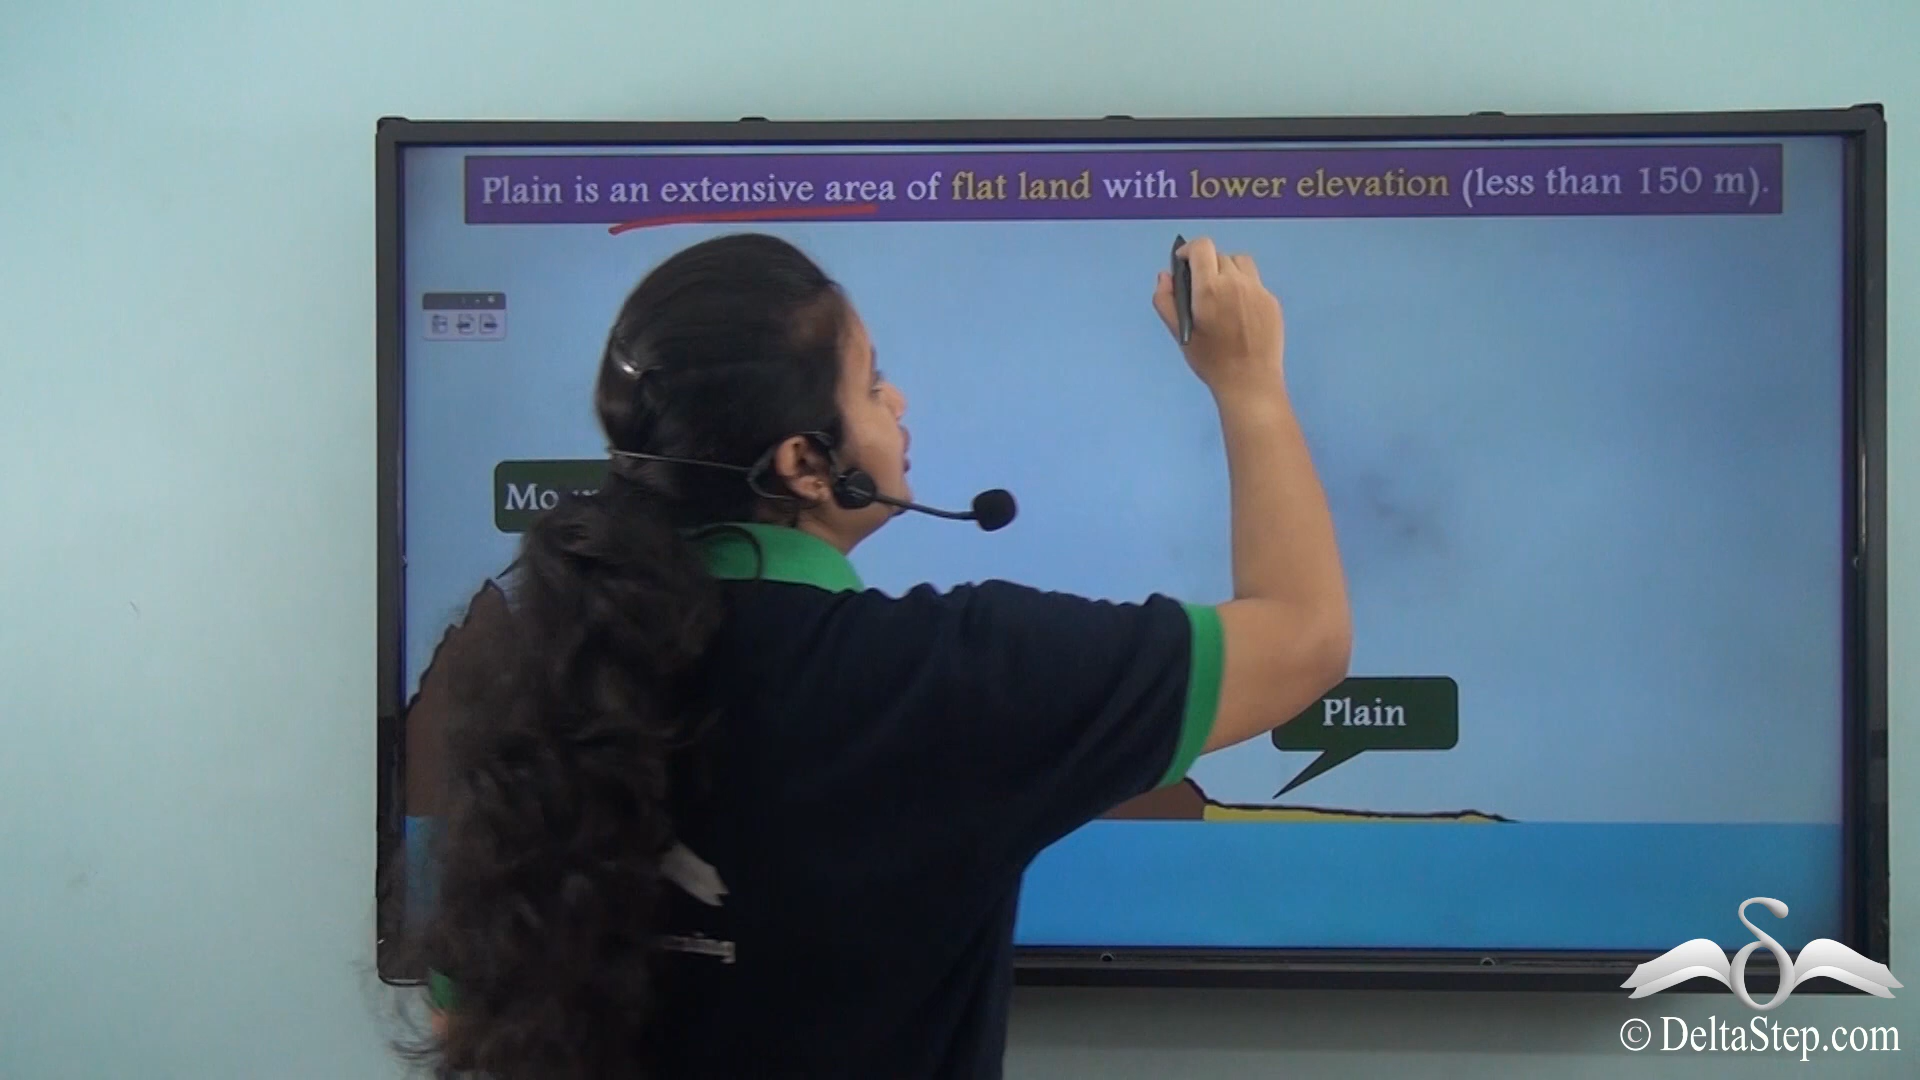 Plain is an extensive area of flat land with lower elevation (less than 150 m).
Plain
© DeltaStep.com